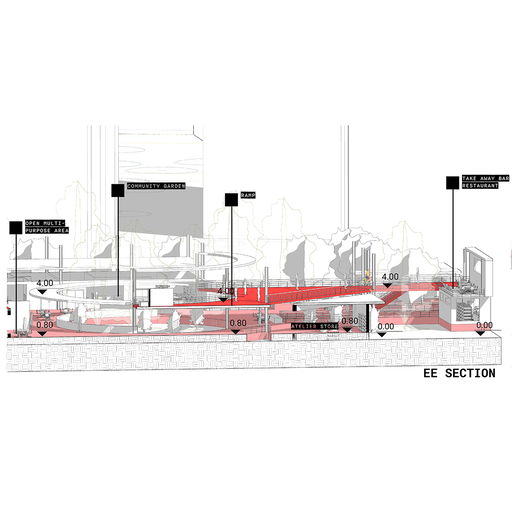 TAKE AWAY BAR
RESTAURANT
COMMUNITY GARDEN
RAMP
OPEN MULTI-
PURPOSE AREA
4.00
4.00
4.00
0.80
0.80
ATELIER STORE
0.80
0.00
0.00
EE SECTION